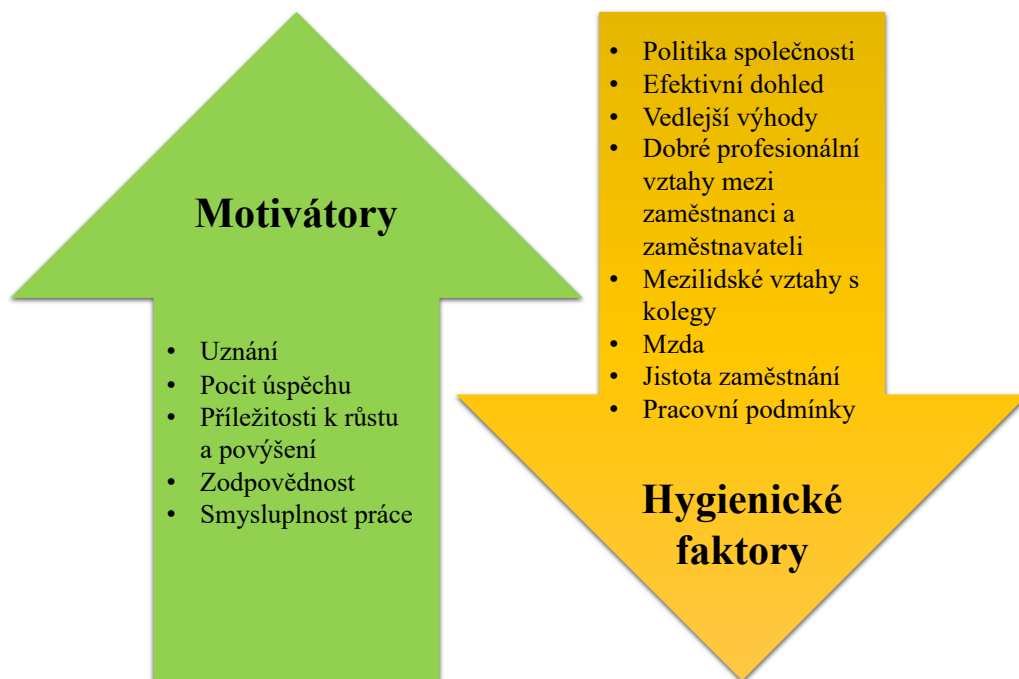 Motivátory
• Uznání
• Pocit úspěchu
• Příležitosti k růstu
a povýšení
• Zodpovědnost
• Smysluplnost práce
• Politika společnosti
• Efektivní dohled
• Vedlejší výhody
• Dobré profesionální
vztahy mezi
zaměstnanci a
zaměstnavateli
• Mezilidské vztahy s
kolegy
• Mzda
• Jistota zaměstnání
• Pracovní podmínky
Hygienické
faktory